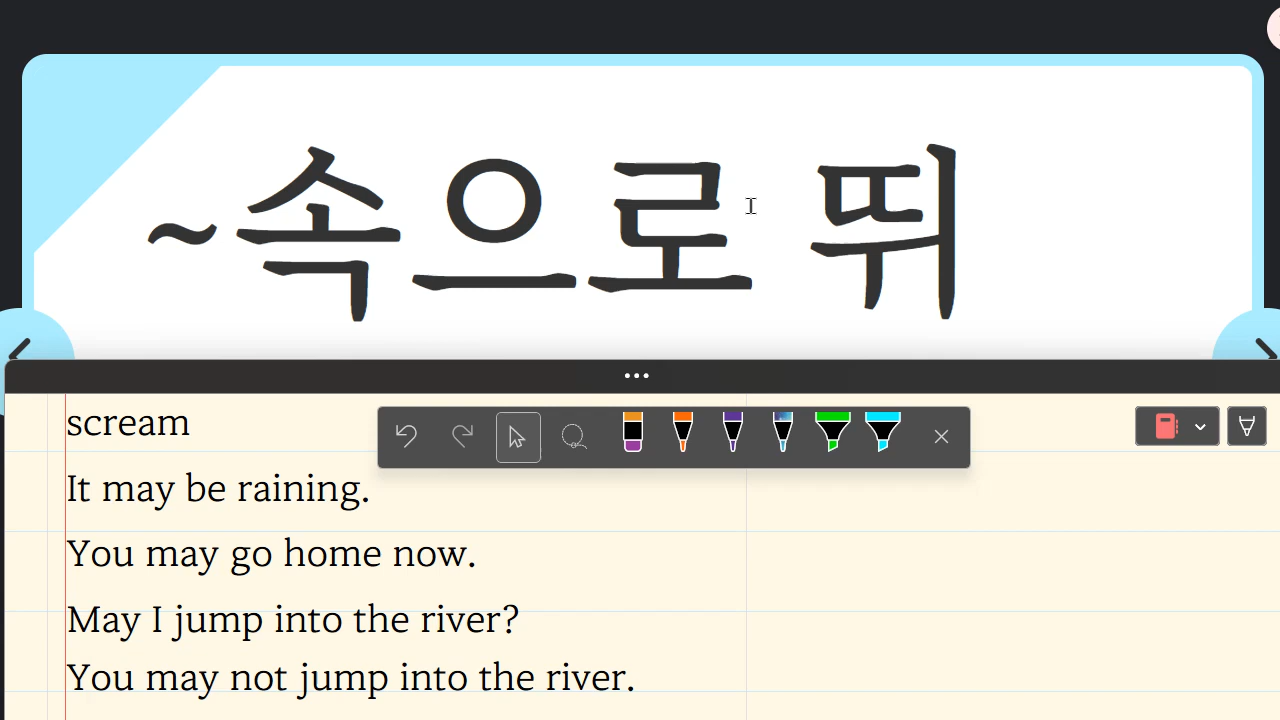 ~속으로 뛰
scream
It may be raining.
You may go home now.
May I jump into the river?
You may not jump into the river.